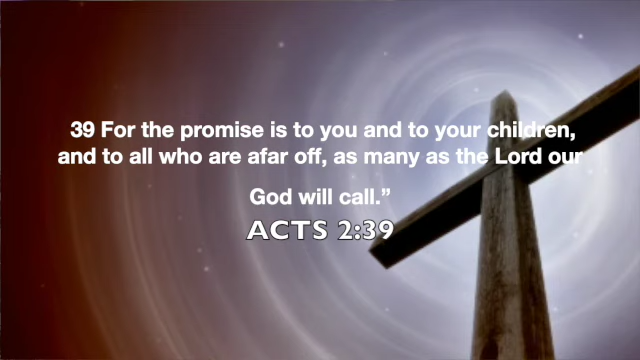 39 For the promise is to you and to your children,
and to all who are afar off, as many as the Lord our
God will call.”
ACTS 2:39